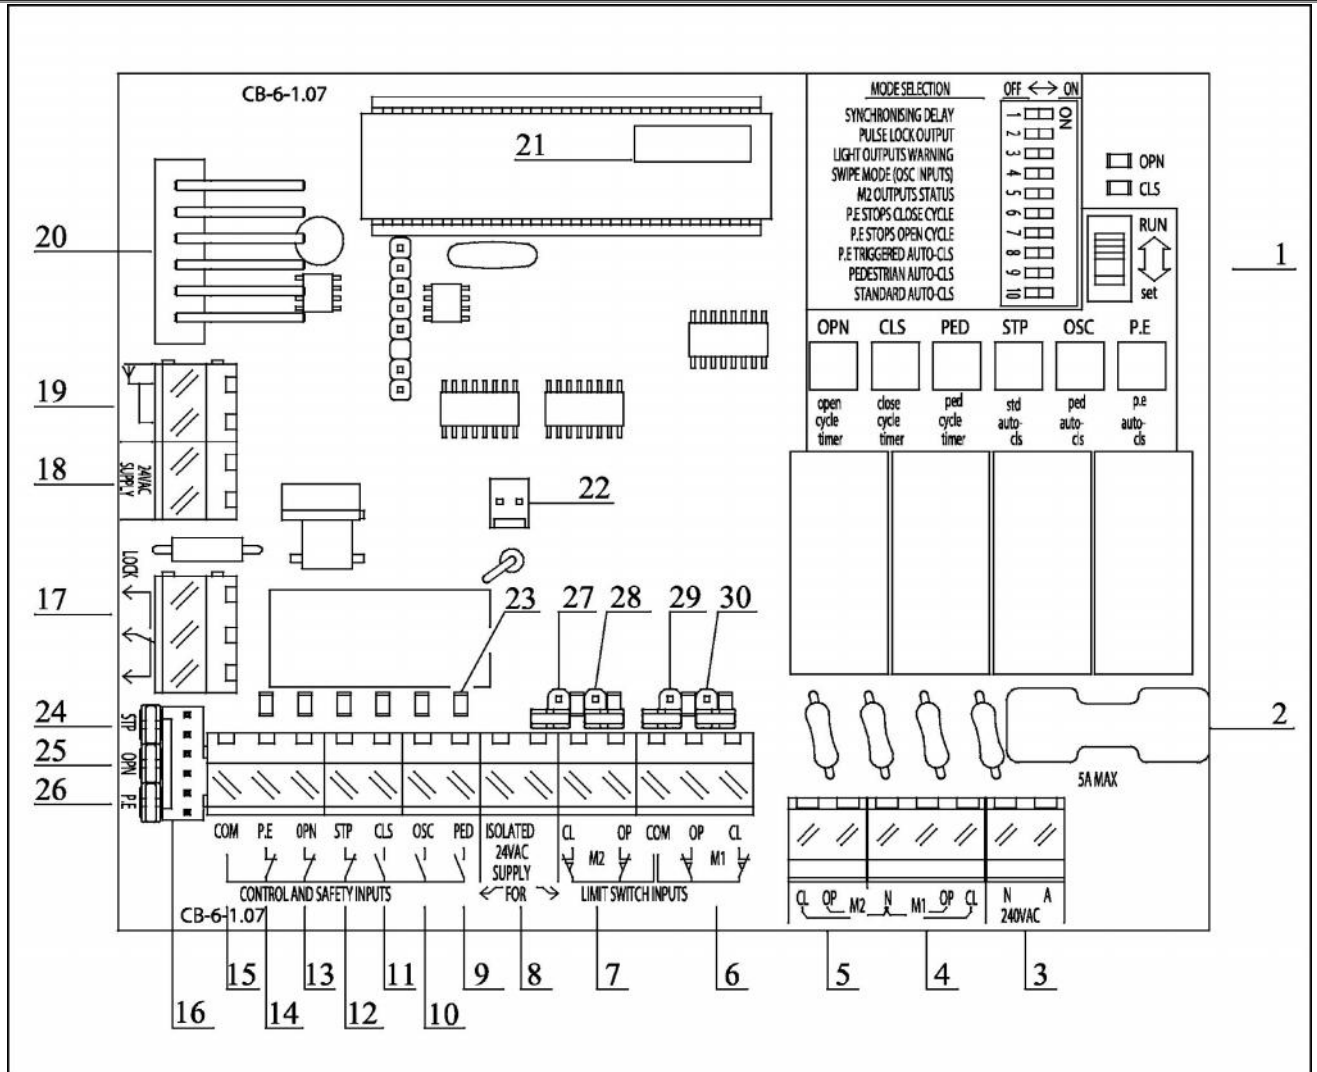 CB-6-1.07
MODE SELECTION OFF ON
SYNCHRONISING DELAY 1 ON
PULSE LOCK OUTPUT 2
LIGHT OUTPUTS WARNING 3
SWIPE MODE (OSC INPUTS) 4
M2 OUTPUTS STATUS 5
P.E STOPS CLOSE CYCLE 6
P.E STOPS OPEN CYCLE 7
P.E TRIGGERED AUTO-CLS 8
PEDESTRIAN AUTO-CLS 9
STANDARD AUTO-CLS 10
OPN
CLS
RUN
set
1
21
20
OPN CLS PED STP OSC P.E
open cycle timer
close cycle timer
ped cycle timer
std auto-cls
ped auto-cls
p.e auto-cls
19
18
24VAC SUPPLY
22
LOCK
17
23 27 28 29 30
24 STP
25 OPN
26 P.E
2
5A MAX
COM P.E OPN STP CLS OSC PED ISOLATED CL OP COM OP CL
24VAC M2 M1
SUPPLY
CONTROL AND SAFETY INPUTS FOR LIMIT SWITCH INPUTS
CB-6-1.07
CL OP M2 N M1 OP CL N A
240VAC
15 13 11 9 8 7 6 5 4 3
16 14 12 10